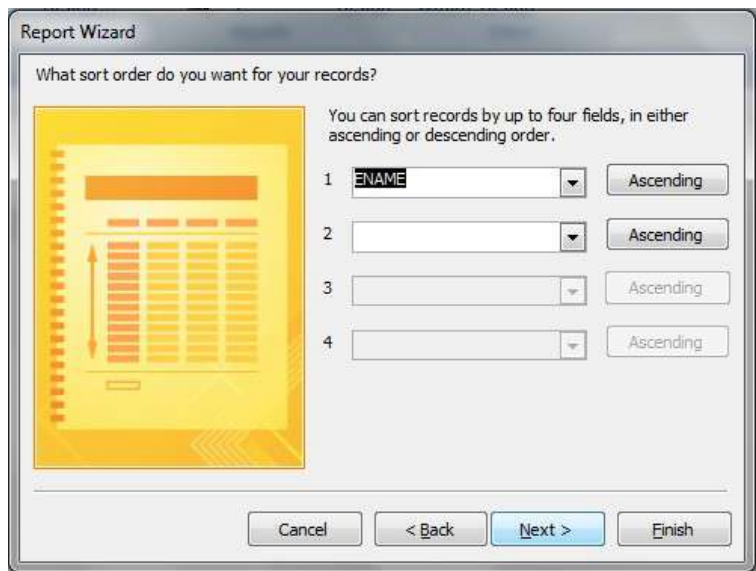 Report Wizard
What sort order do you want for your records?
You can sort records by up to four fields, in either
ascending or descending order.
1 ENAME Ascending
2 Ascending
3 Ascending
4 Ascending
Cancel < Back Next > Finish